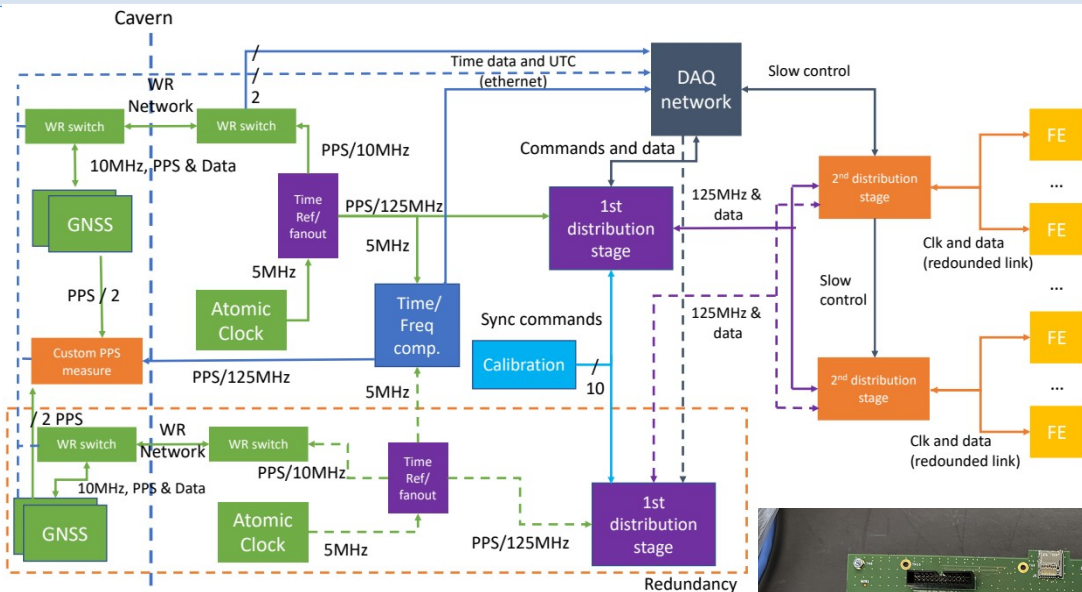 Cavern
Time data and UTC
(ethernet)
2
DAQ
network
Slow control
WR
Network
WR switch
WR switch
FE
PPS/10MHz
Commands and data
10MHz, PPS & Data
...
GNSS
Time
Ref/
fanout
PPS/125MHz
1st
distribution
stage
125MHz &
data
2nd distribution
stage
FE
5MHz
5MHz
Clk and data
(redounded link)
PPS / 2
Atomic
Clock
Time/
Freq
comp.
Slow
control
...
Sync commands
125MHz &
data
Custom PPS
measure
Calibration
FE
PPS/125MHz
10
5MHz
2nd distribution
stage
...
/ 2 PPS
FE
WR switch
WR
Network
WR switch
PPS/10MHz
Time
Ref/
fanout
Clk and data
(redounded link)
10MHz, PPS & Data
GNSS
Atomic
Clock
5MHz
PPS/125MHz
1st
distribution
stage
Redundancy